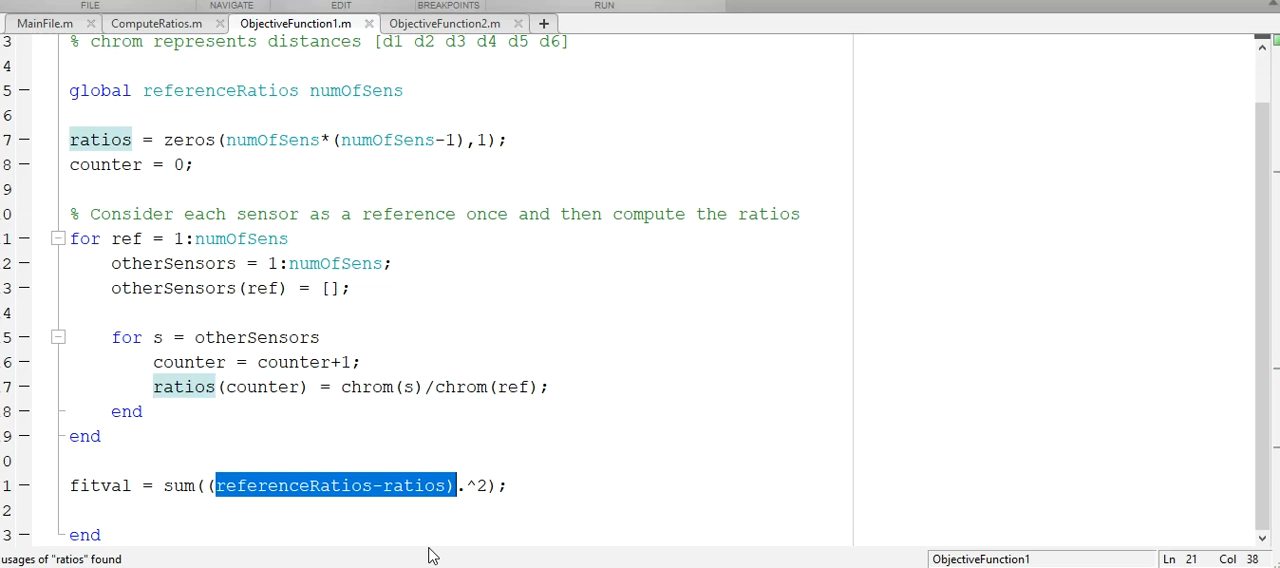 FILE NAVIGATE EDIT BREAKPOINTS RUN
MainFile.m × ComputeRatios.m × ObjectiveFunction1.m × ObjectiveFunction2.m × +
3 % chrom represents distances [d1 d2 d3 d4 d5 d6]
4
5 – global referenceRatios numOfSens
6
7 – ratios = zeros(numOfSens*(numOfSens-1),1);
8 – counter = 0;
9
0 % Consider each sensor as a reference once and then compute the ratios
1 – for ref = 1:numOfSens
2 – otherSensors = 1:numOfSens;
3 – otherSensors(ref) = [];
4
5 – for s = otherSensors
6 – counter = counter+1;
7 – ratios(counter) = chrom(s)/chrom(ref);
8 – end
9 – end
0
1 – fitval = sum((referenceRatios-ratios).^2);
2
3 – end
usages of "ratios" found ObjectiveFunction1 Ln 21 Col 38